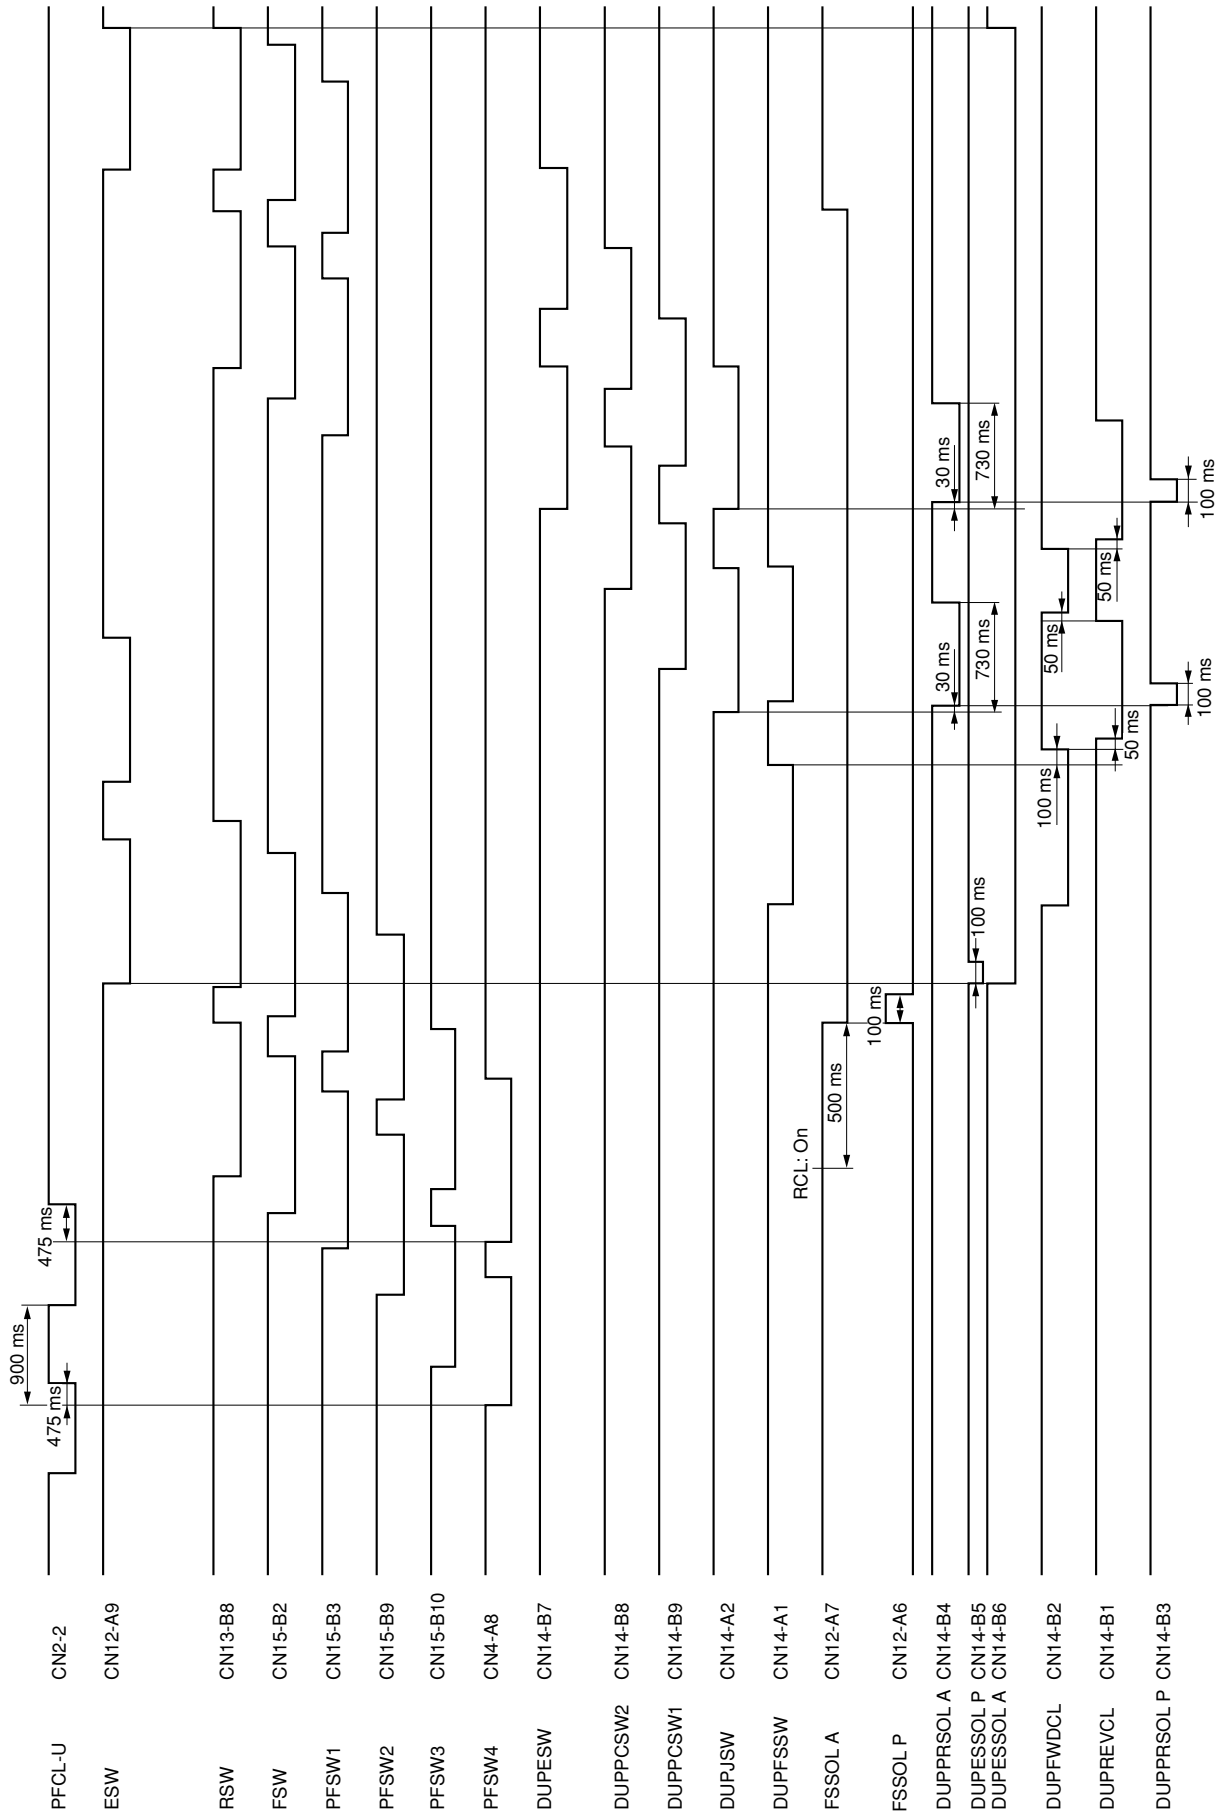 PFCL-U CN2-2
475 ms
900 ms
475 ms
ESW CN12-A9
RSW CN13-B8
FSW CN15-B2
PFSW1 CN15-B3
PFSW2 CN15-B9
PFSW3 CN15-B10
PFSW4 CN4-A8
DUPESW CN14-B7
DUPPCSW2 CN14-B8
DUPPCSW1 CN14-B9
DUPJSW CN14-A2
DUPFSSW CN14-A1
RCL: On
FSSOL A CN12-A7
500 ms
100 ms
FSSOL P CN12-A6
DUPPRSOL A CN14-B4
30 ms
30 ms
DUPESSOL P CN14-B5
100 ms
730 ms
730 ms
DUPESSOL A CN14-B6
DUPFWDCL CN14-B2
100 ms
50 ms
DUPREVCL CN14-B1
50 ms
50 ms
DUPPRSOL P CN14-B3
100 ms
100 ms